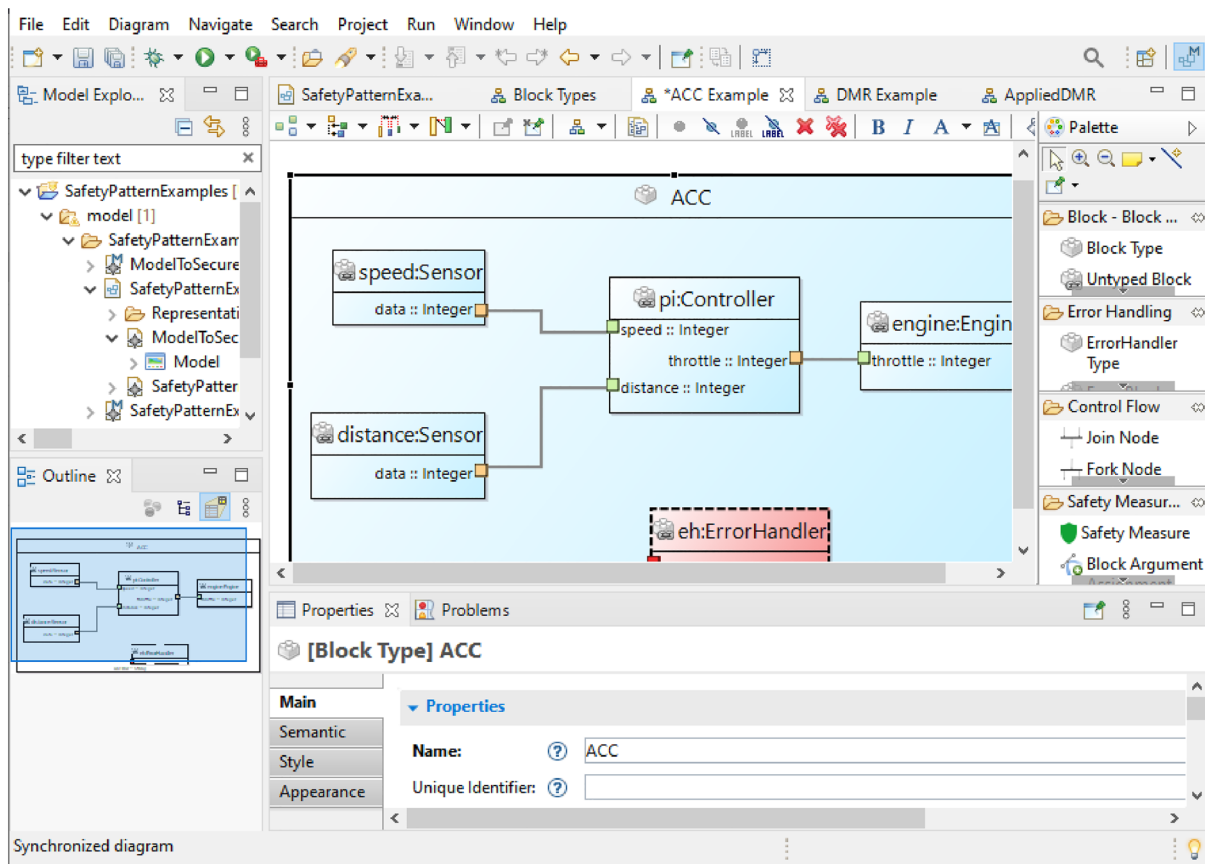 File Edit Diagram Navigate Search Project Run Window Help
Model Explo...
SafetyPatternExa...
Block Types
*ACC Example
DMR Example
AppliedDMR
LABEL LABEL B I A
Palette
type filter text
SafetyPatternExamples [
model [1]
SafetyPatternExam
ModelToSecure
SafetyPatternEx
Representati
ModelToSec
Model
SafetyPatter
SafetyPatternEx
Outline
ACC
speed:Sensor
data :: Integer
pi:Controller
speed :: Integer
throttle :: Integer
distance :: Integer
engine:Engin
throttle :: Integer
distance:Sensor
data :: Integer
eh:ErrorHandler
Block - Block ...
Block Type
Untyped Block
Error Handling
ErrorHandler
Type
Control Flow
Join Node
Fork Node
Safety Measur...
Safety Measure
Block Argument
Properties
Problems
[Block Type] ACC
Main
Semantic
Style
Appearance
Properties
Name: ACC
Unique Identifier:
Synchronized diagram